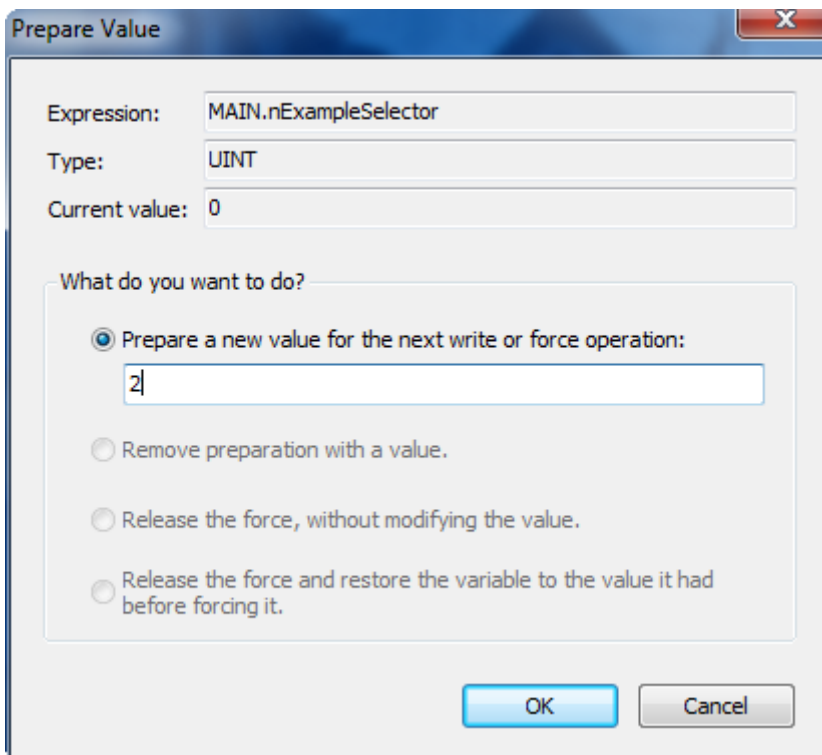 Prepare Value
X
Expression: MAIN.nExampleSelector
Type: UINT
Current value: 0
What do you want to do?
Prepare a new value for the next write or force operation:
2
Remove preparation with a value.
Release the force, without modifying the value.
Release the force and restore the variable to the value it had
before forcing it.
OK Cancel